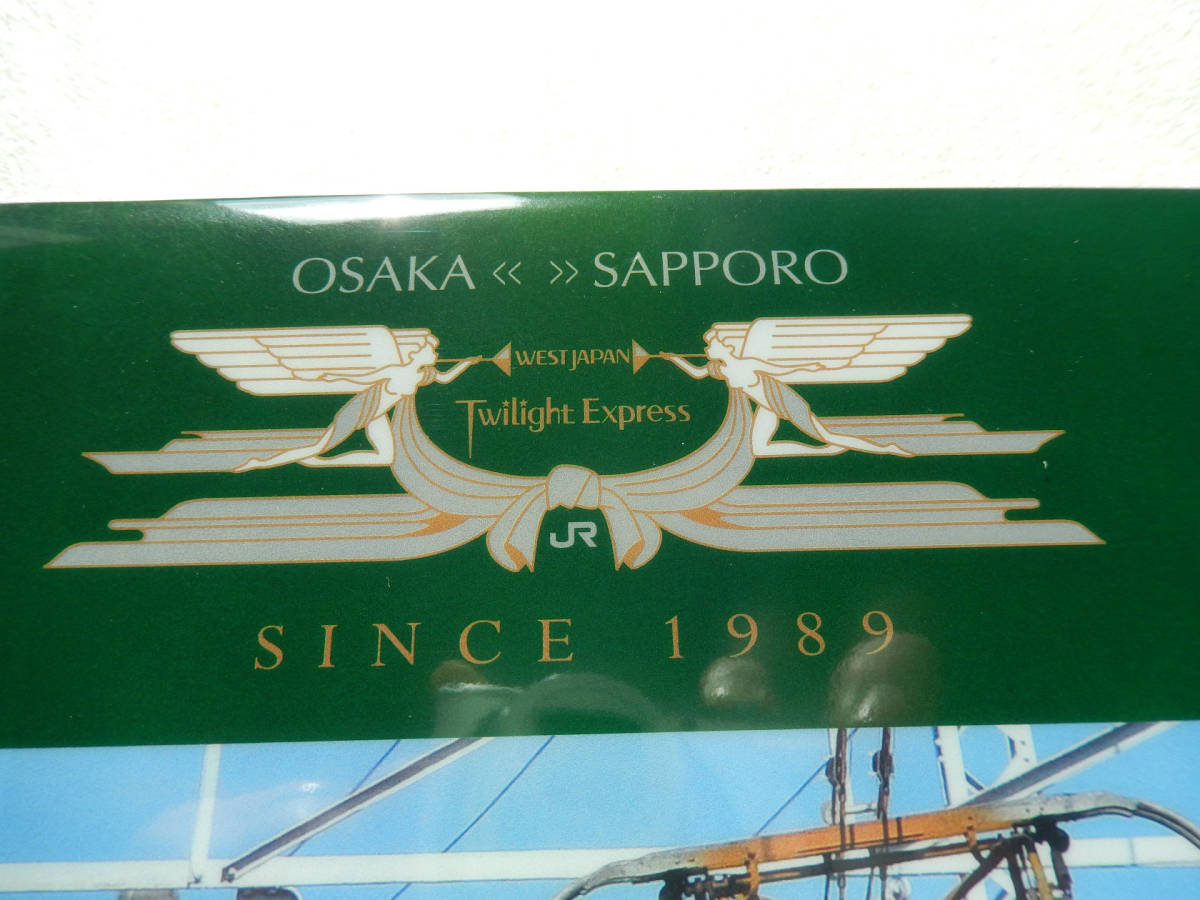 OSAKA << >> SAPPORO
WEST JAPAN
Twilight Express
JR
SINCE 1989